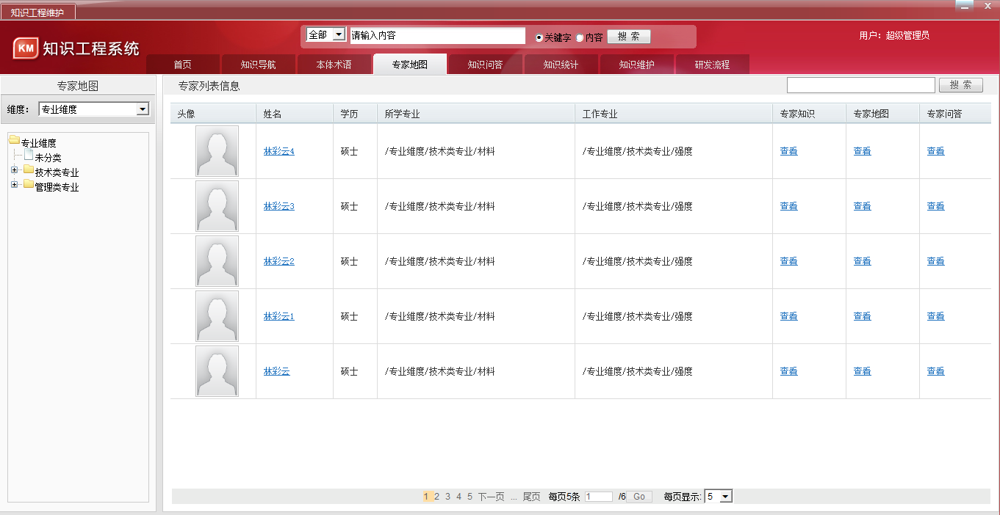 知识工程维护
KM 知识工程系统
全部 请输入内容 关键字 内容 搜 索
用户：超级管理员
首页 知识导航 本体术语 专家地图 知识问答 知识统计 知识维护 研发流程
专家地图
维度： 专业维度
专业维度
未分类
技术类专业
管理类专业
专家列表信息 搜 索
头像 姓名 学历 所学专业 工作专业 专家知识 专家地图 专家问答
林彩云4 硕士 /专业维度/技术类专业/材料 /专业维度/技术类专业/强度 查看 查看 查看
林彩云3 硕士 /专业维度/技术类专业/材料 /专业维度/技术类专业/强度 查看 查看 查看
林彩云2 硕士 /专业维度/技术类专业/材料 /专业维度/技术类专业/强度 查看 查看 查看
林彩云1 硕士 /专业维度/技术类专业/材料 /专业维度/技术类专业/强度 查看 查看 查看
林彩云 硕士 /专业维度/技术类专业/材料 /专业维度/技术类专业/强度 查看 查看 查看
1 2 3 4 5 下一页 ... 尾页 每页5条 1 /6 Go 每页显示: 5